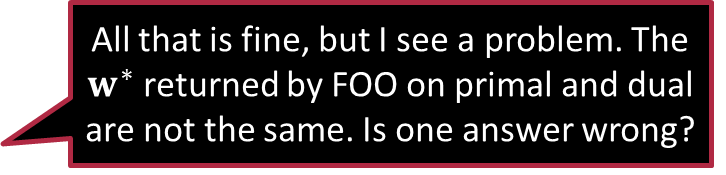 All that is fine, but I see a problem. The
w* returned by FOO on primal and dual
are not the same. Is one answer wrong?